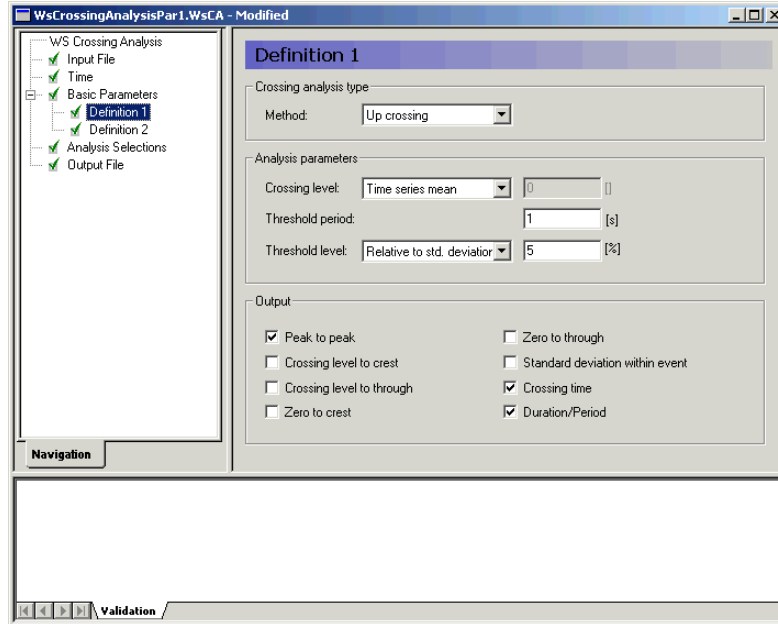 WsCrossingAnalysisPar1.WsCA - Modified
WS Crossing Analysis
Input File
Time
Basic Parameters
Definition 1
Definition 2
Analysis Selections
Output File
Navigation
Definition 1
Crossing analysis type
Method: Up crossing
Analysis parameters
Crossing level: Time series mean 0 []
Threshold period: 1 [s]
Threshold level: Relative to std. deviation 5 [%]
Output
Peak to peak Zero to through
Crossing level to crest Standard deviation within event
Crossing level to through Crossing time
Zero to crest Duration/Period
Validation